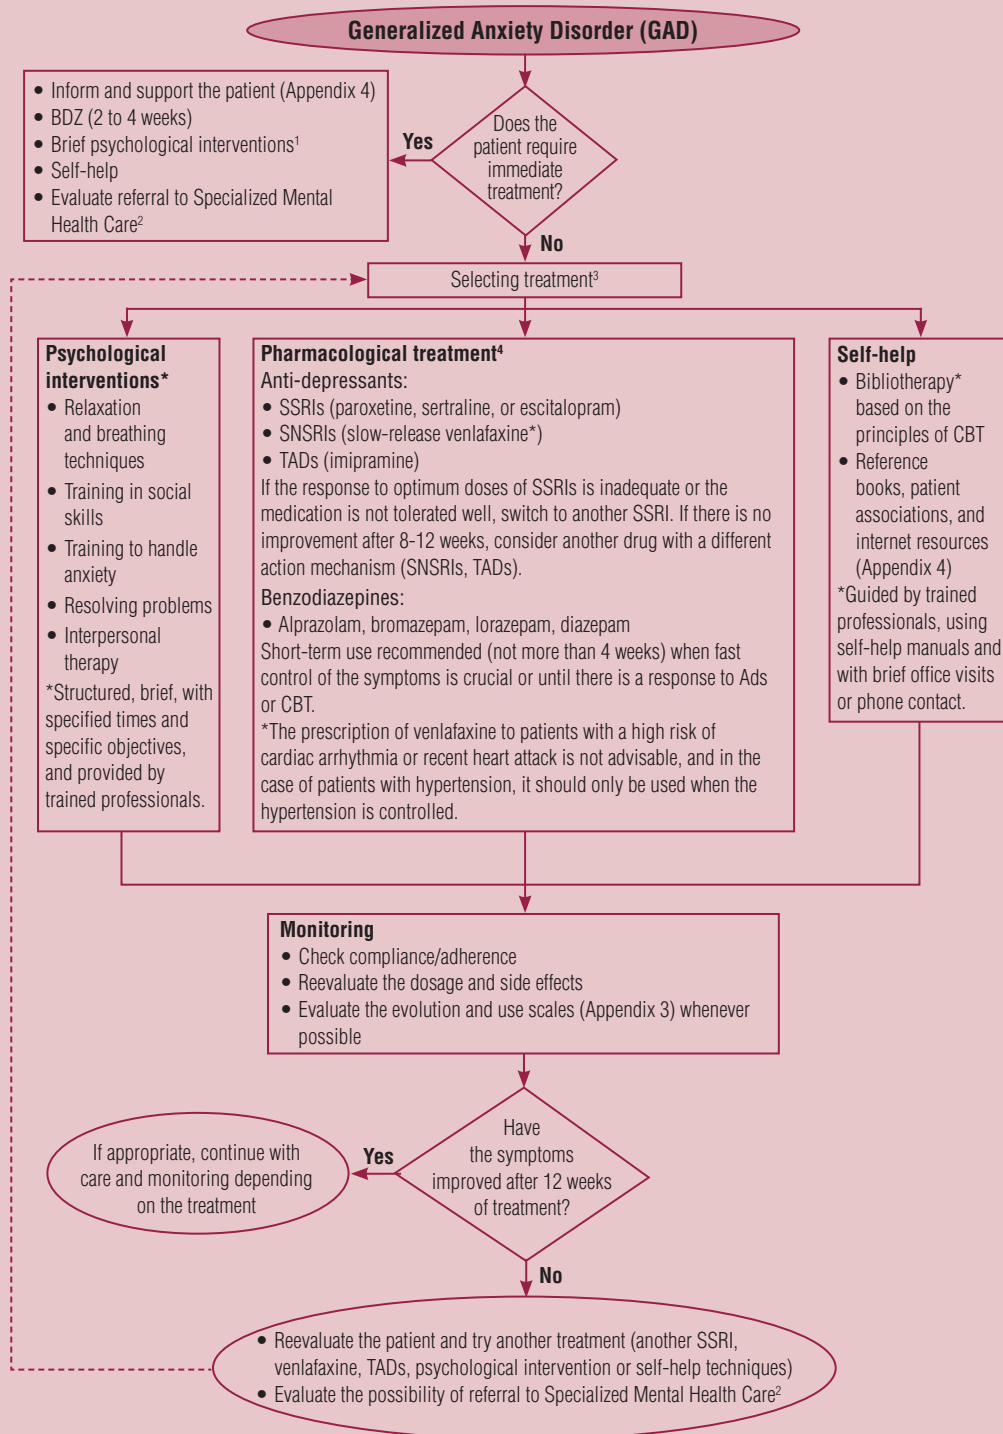 Generalized Anxiety Disorder (GAD)
• Inform and support the patient (Appendix 4)
• BDZ (2 to 4 weeks)
• Brief psychological interventions¹
• Self-help
• Evaluate referral to Specialized Mental
Health Care²
Yes
Does the
patient require
immediate
treatment?
No
Selecting treatment³
Psychological
interventions*
• Relaxation
and breathing
techniques
• Training in social
skills
• Training to handle
anxiety
• Resolving problems
• Interpersonal
therapy
*Structured, brief, with
specified times and
specific objectives,
and provided by
trained professionals.
Pharmacological treatment⁴
Anti-depressants:
• SSRIs (paroxetine, sertraline, or escitalopram)
• SNSRIs (slow-release venlafaxine*)
• TADs (imipramine)
If the response to optimum doses of SSRIs is inadequate or the
medication is not tolerated well, switch to another SSRI. If there is no
improvement after 8-12 weeks, consider another drug with a different
action mechanism (SNSRIs, TADs).
Benzodiazepines:
• Alprazolam, bromazepam, lorazepam, diazepam
Short-term use recommended (not more than 4 weeks) when fast
control of the symptoms is crucial or until there is a response to Ads
or CBT.
*The prescription of venlafaxine to patients with a high risk of
cardiac arrhythmia or recent heart attack is not advisable, and in the
case of patients with hypertension, it should only be used when the
hypertension is controlled.
Self-help
• Bibliotherapy*
based on the
principles of CBT
• Reference
books, patient
associations, and
internet resources
(Appendix 4)
*Guided by trained
professionals, using
self-help manuals and
with brief office visits
or phone contact.
Monitoring
• Check compliance/adherence
• Reevaluate the dosage and side effects
• Evaluate the evolution and use scales (Appendix 3) whenever
possible
If appropriate, continue with
care and monitoring depending
on the treatment
Yes
Have
the symptoms
improved after 12 weeks
of treatment?
No
• Reevaluate the patient and try another treatment (another SSRI,
venlafaxine, TADs, psychological intervention or self-help techniques)
• Evaluate the possibility of referral to Specialized Mental Health Care²